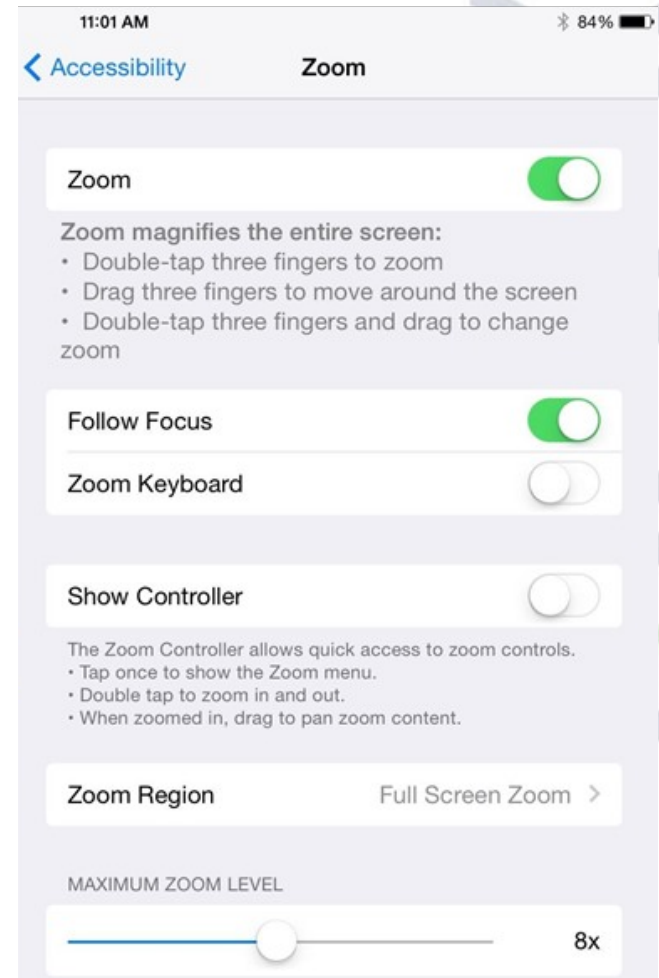 11:01 AM 84%
Accessibility Zoom
Zoom
Zoom magnifies the entire screen:
• Double-tap three fingers to zoom
• Drag three fingers to move around the screen
• Double-tap three fingers and drag to change
zoom
Follow Focus
Zoom Keyboard
Show Controller
The Zoom Controller allows quick access to zoom controls.
• Tap once to show the Zoom menu.
• Double tap to zoom in and out.
• When zoomed in, drag to pan zoom content.
Zoom Region Full Screen Zoom
MAXIMUM ZOOM LEVEL
8x